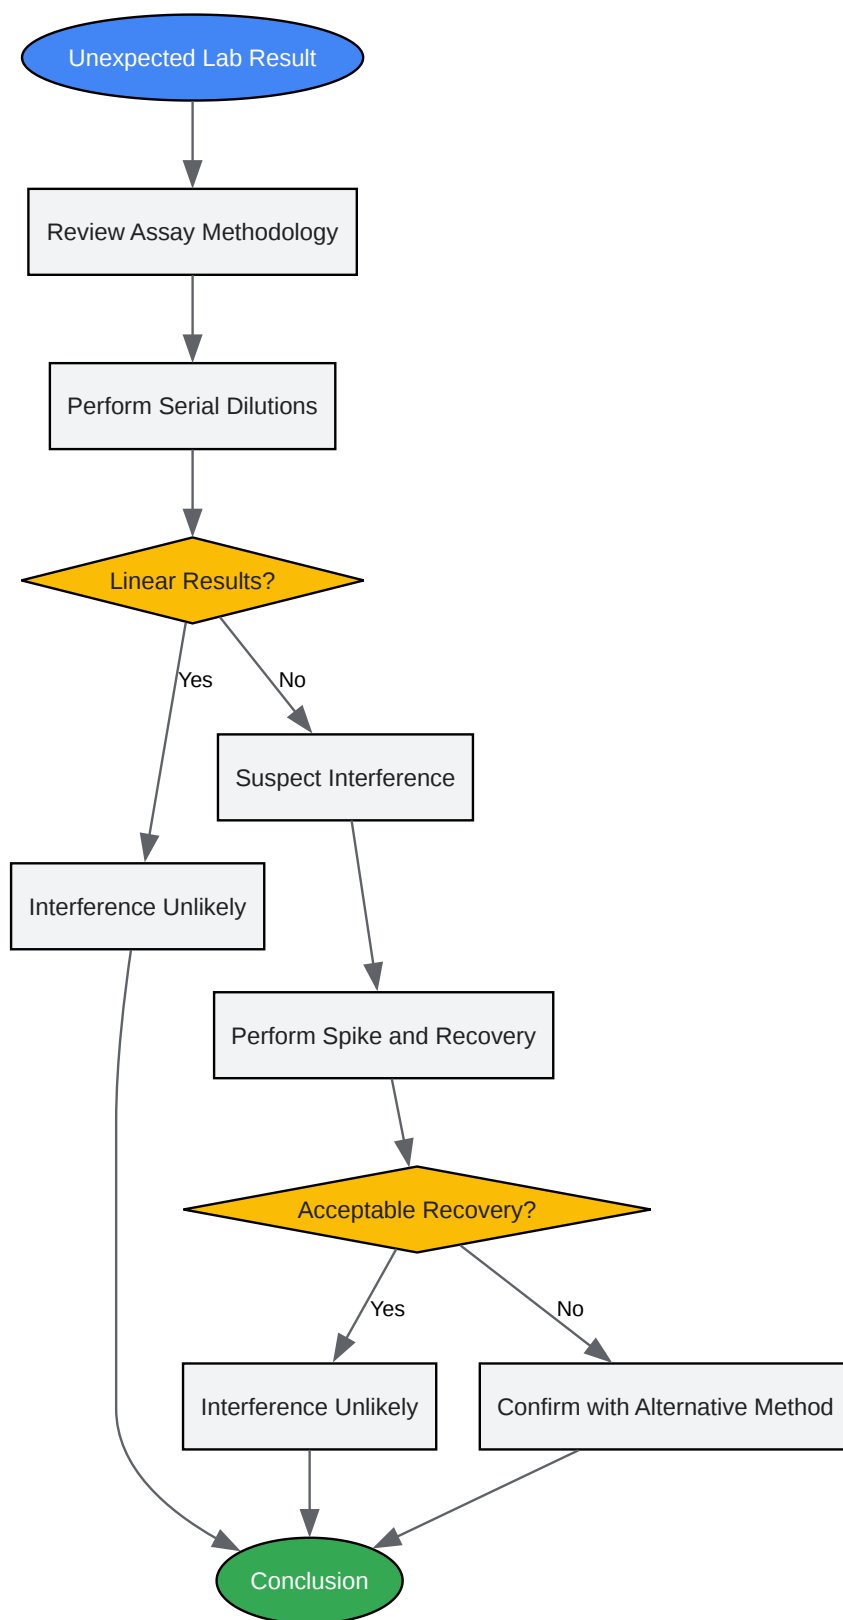 Unexpected Lab Result
Review Assay Methodology
Perform Serial Dilutions
Linear Results?
Yes
No
Suspect Interference
Interference Unlikely
Perform Spike and Recovery
Acceptable Recovery?
Yes
No
Interference Unlikely
Confirm with Alternative Method
Conclusion